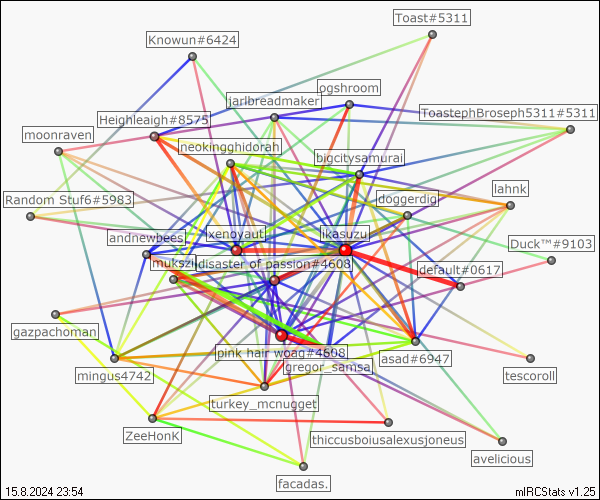 Toast#5311
Knowun#6424
ogshroom
jarlbreadmaker
ToastephBroseph5311#5311
Heighleaigh#8575
moonraven
neokingghidorah
bigcitysamurai
lahnk
doggerdig
Random Stuf6#5983
xenoyaut
ikasuzu
andnewbees
Duck™#9103
disaster of passion#4608
default#0617
gazpachoman
pink hair woag#4608
asad#6947
gregor_samsa
mingus4742
tescoroll
turkey_mcnugget
ZeeHonK
thiccusboiusalexusjoneus
avelicious
facadas.
15.8.2024 23:54
mIRCStats v1.25